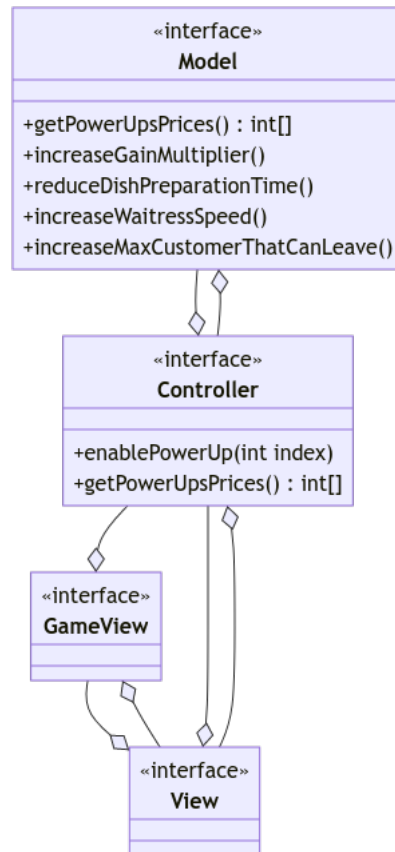 «interface»
Model
+getPowerUpsPrices() : int[]
+increaseGainMultiplier()
+reduceDishPreparationTime()
+increaseWaitressSpeed()
+increaseMaxCustomerThatCanLeave()
«interface»
Controller
+enablePowerUp(int index)
+getPowerUpsPrices() : int[]
«interface»
GameView
«interface»
View